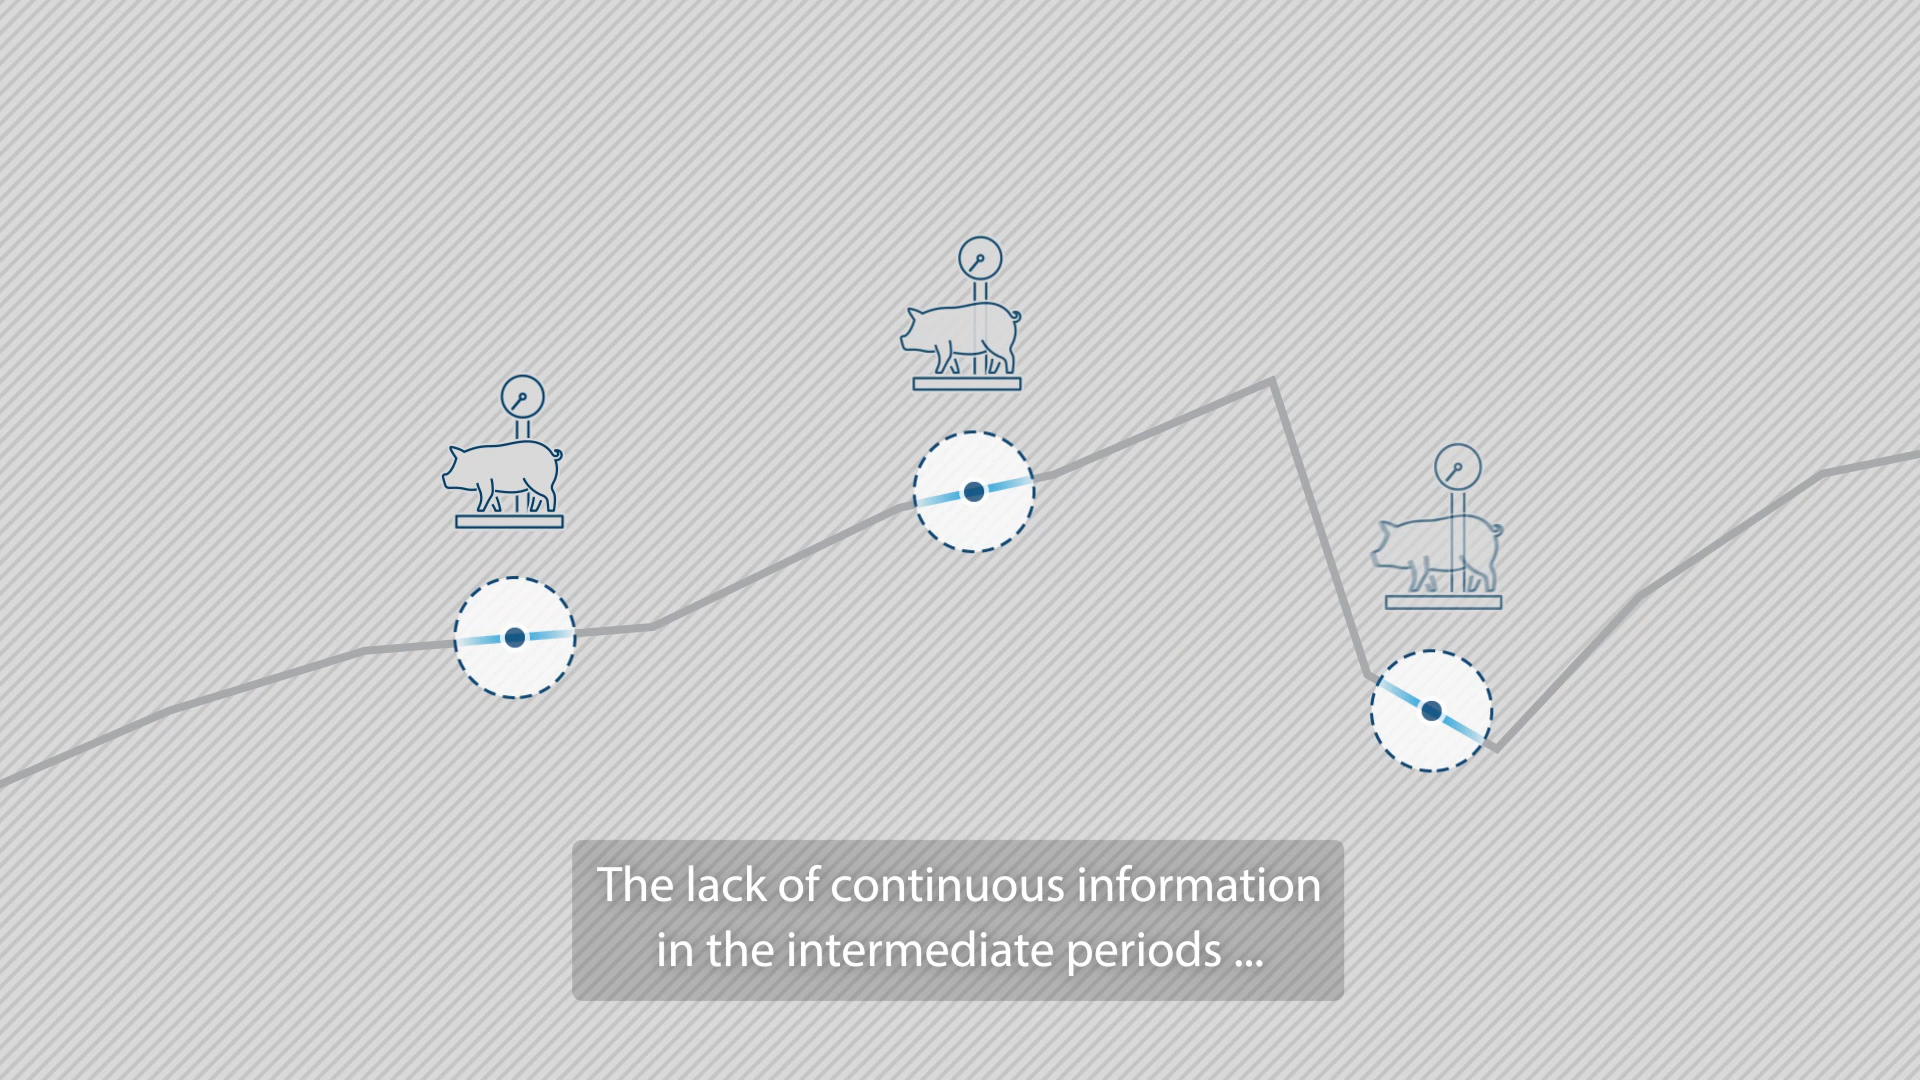 The lack of continuous information
in the intermediate periods ...